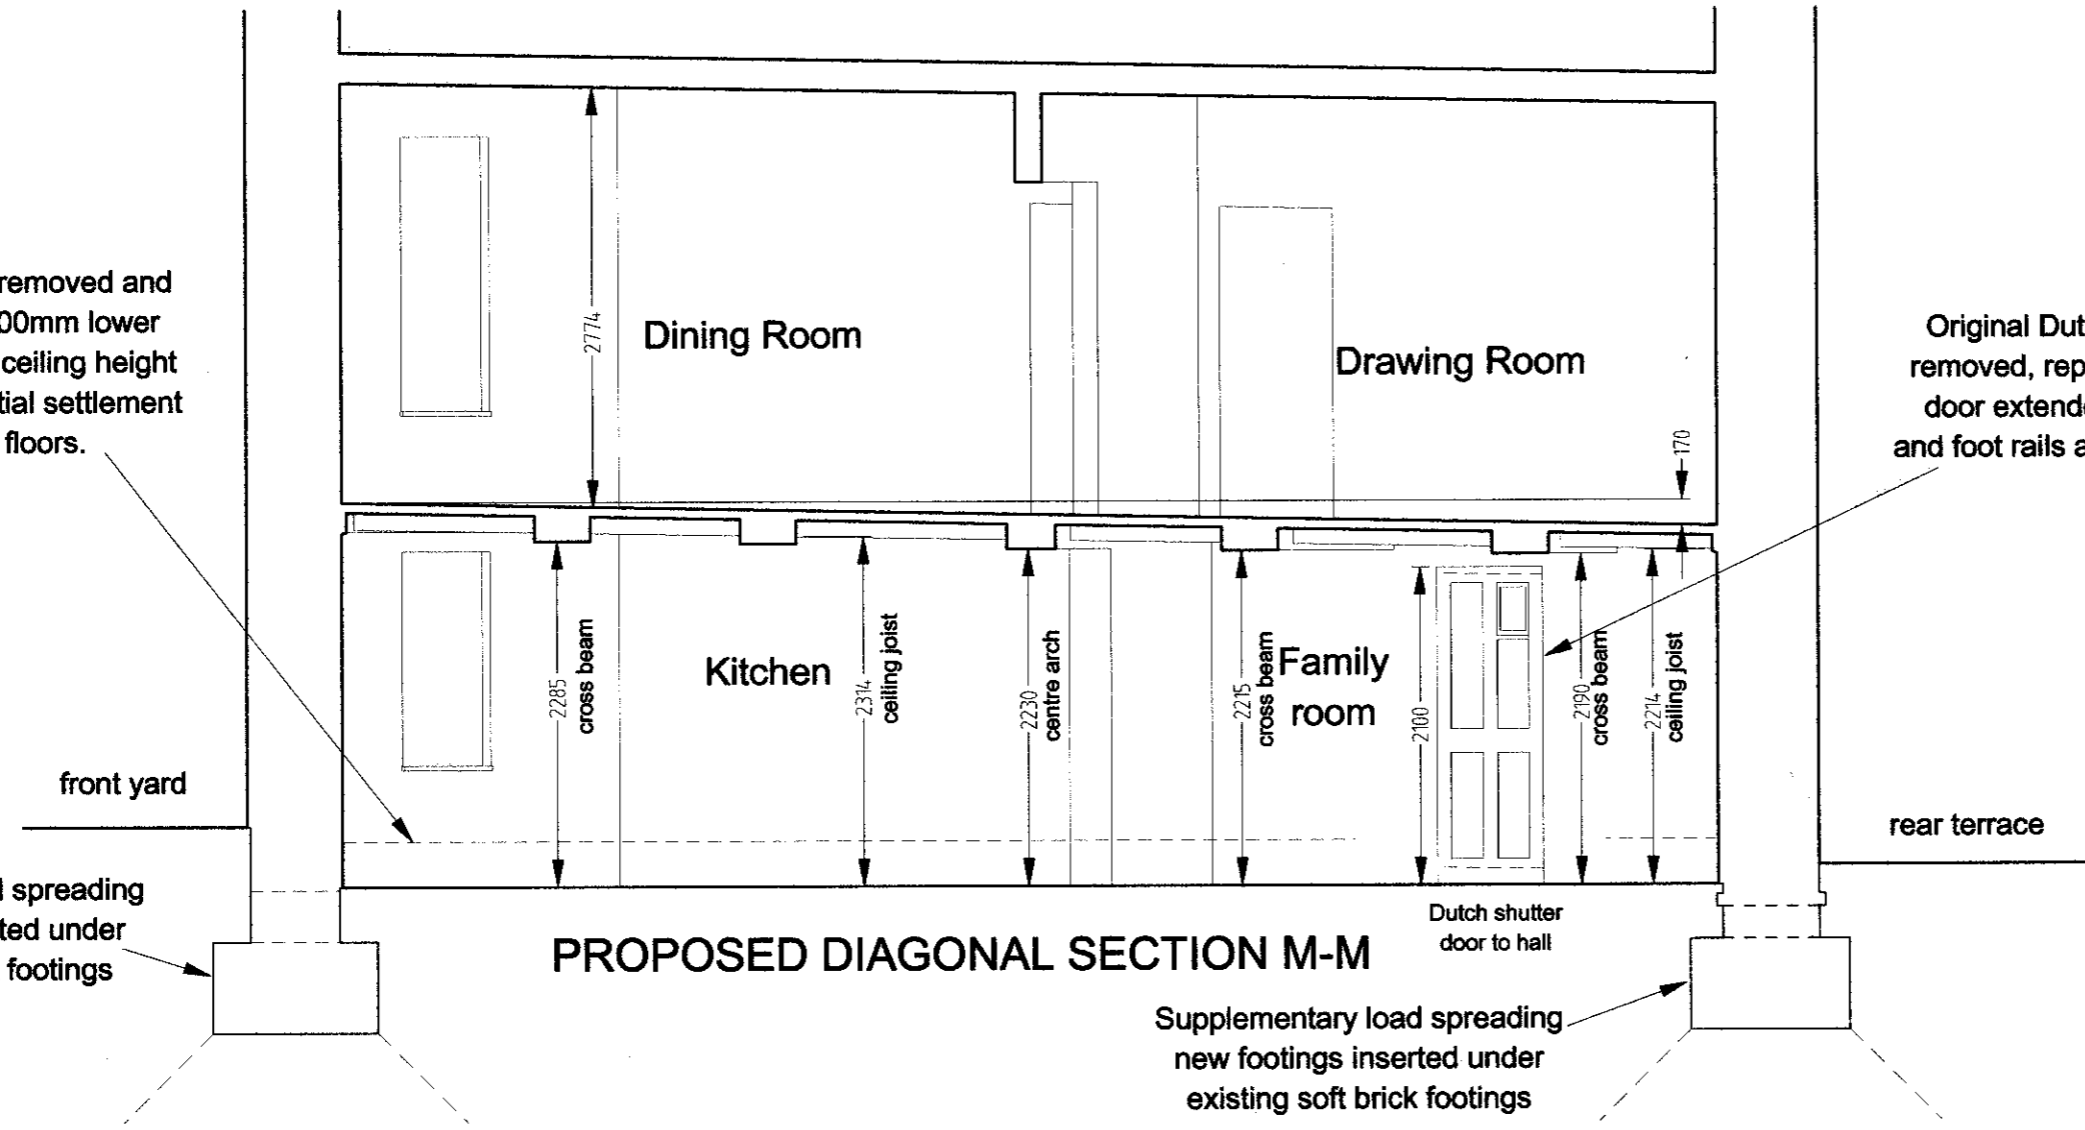 removed and
00mm lower
ceiling height
tial settlement
floors.
2774
Dining Room
Drawing Room
170
Original Dut
removed, rep
door extend
and foot rails a
2285
cross beam
Kitchen
2314
ceiling joist
2230
centre arch
2215
cross beam
Family
room
2100
2190
cross beam
2214
ceiling joist
front yard
rear terrace
spreading
ted under
footings
PROPOSED DIAGONAL SECTION M-M
Dutch shutter
door to hall
Supplementary load spreading
new footings inserted under
existing soft brick footings